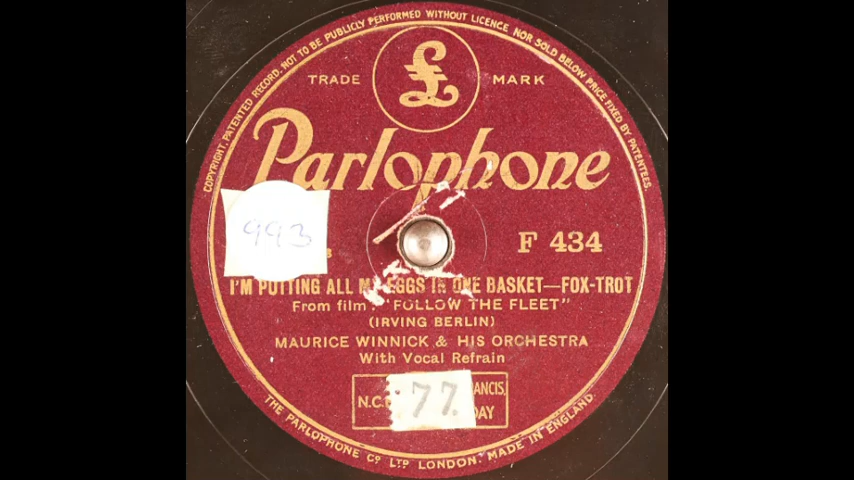 COPYRIGHT. PATENTED RECORD. NOT TO BE PUBLICLY PERFORMED WITHOUT LICENCE NOR SOLD BELOW PRICE FIXED BY PATENTEES.
TRADE MARK
£
Parlophone
993
F 434
I'M PUTTING ALL MY EGGS IN ONE BASKET—FOX-TROT
From film: "FOLLOW THE FLEET"
(IRVING BERLIN)
MAURICE WINNICK & HIS ORCHESTRA
With Vocal Refrain
77.
THE PARLOPHONE Cº LTD LONDON. MADE IN ENGLAND.